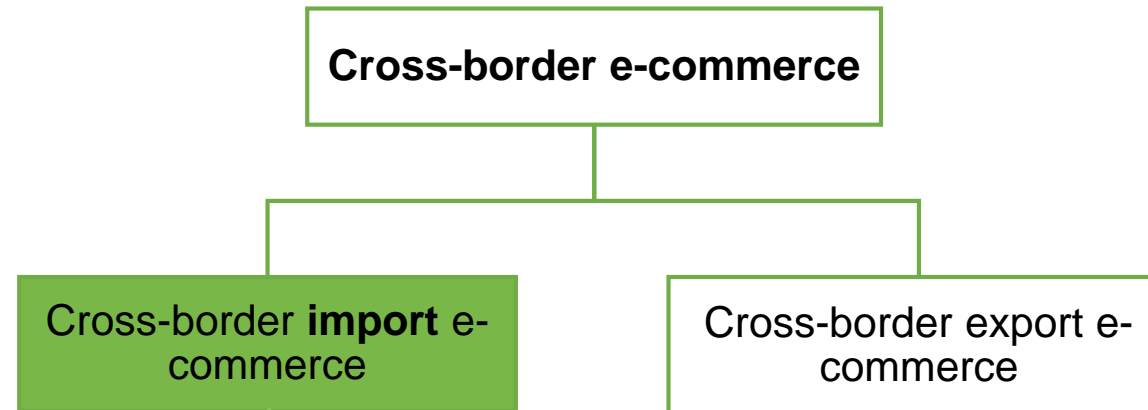 Cross-border e-commerce
Cross-border import e-
commerce
Cross-border export e-
commerce